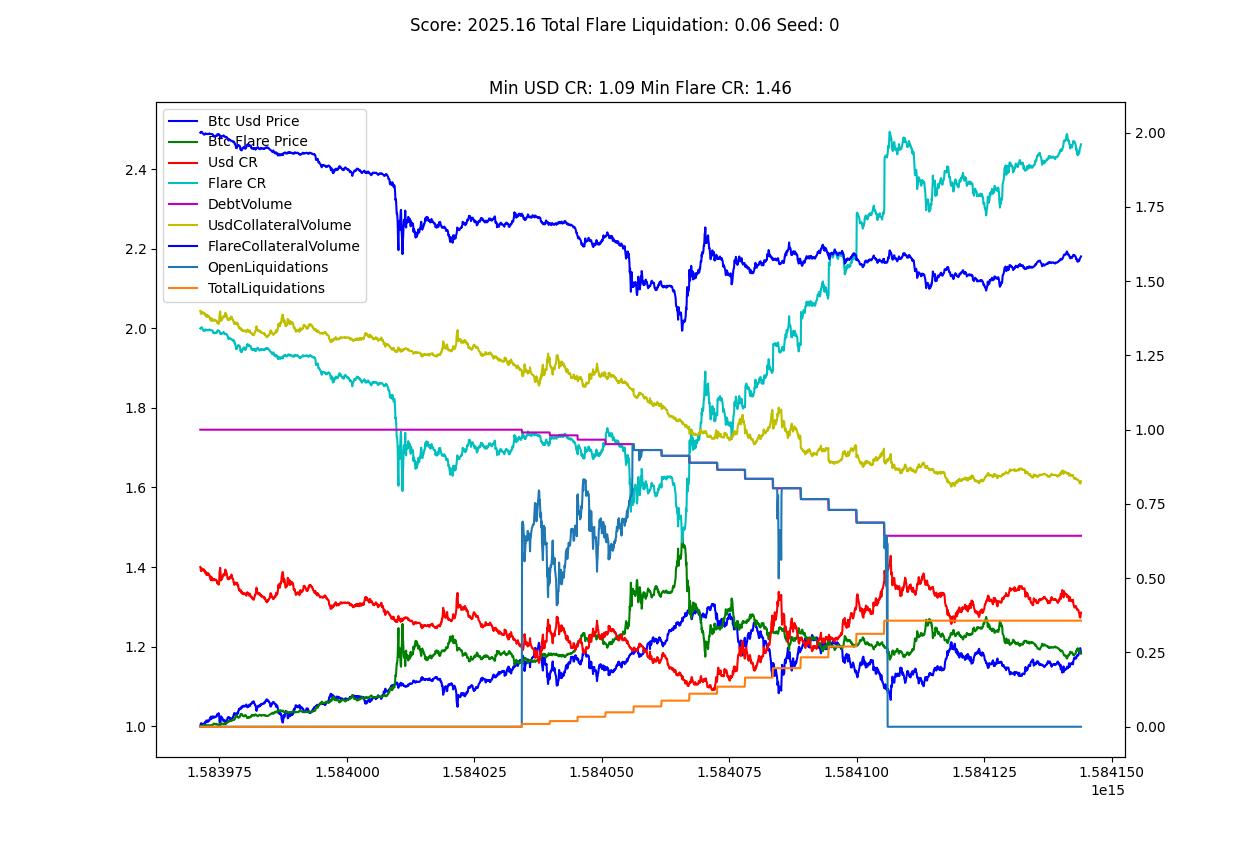 Score: 2025.16 Total Flare Liquidation: 0.06 Seed: 0
Min USD CR: 1.09 Min Flare CR: 1.46
Btc Usd Price
Btc Flare Price
Usd CR
Flare CR
DebtVolume
UsdCollateralVolume
FlareCollateralVolume
OpenLiquidations
TotalLiquidations
2.4
2.2
2.0
1.8
1.6
1.4
1.2
1.0
2.00
1.75
1.50
1.25
1.00
0.75
0.50
0.25
0.00
1.583975 1.584000 1.584025 1.584050 1.584075 1.584100 1.584125 1.584150
1e15